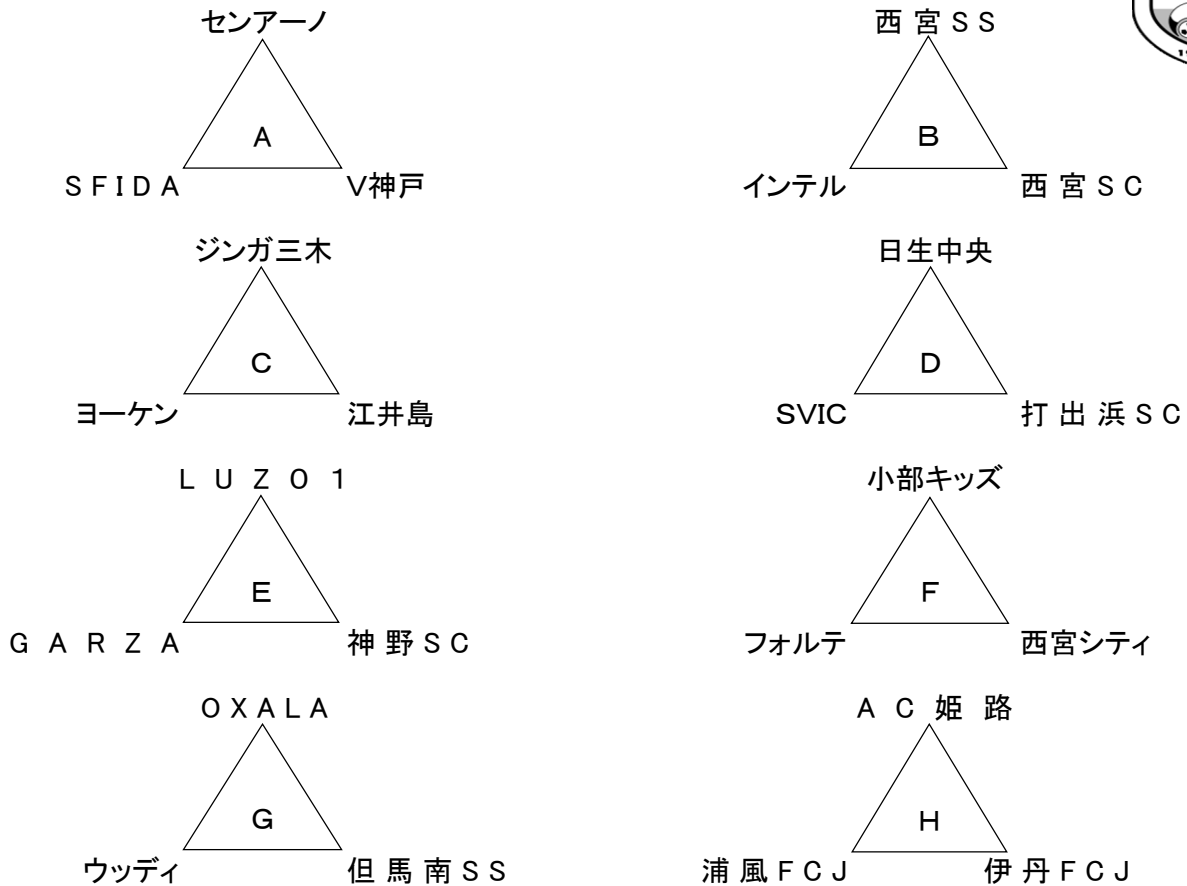 センアーノ
A
SFIDA V神戸
西宮SS
B
インテル 西宮SC
ジンガ三木
C
ヨーケン 江井島
日生中央
D
SVIC 打出浜SC
LUZO1
E
GARZA 神野SC
小部キッズ
F
フォルテ 西宮シティ
OXALA
G
ウッディ 但馬南SS
AC姫路
H
浦風FCJ 伊丹FCJ